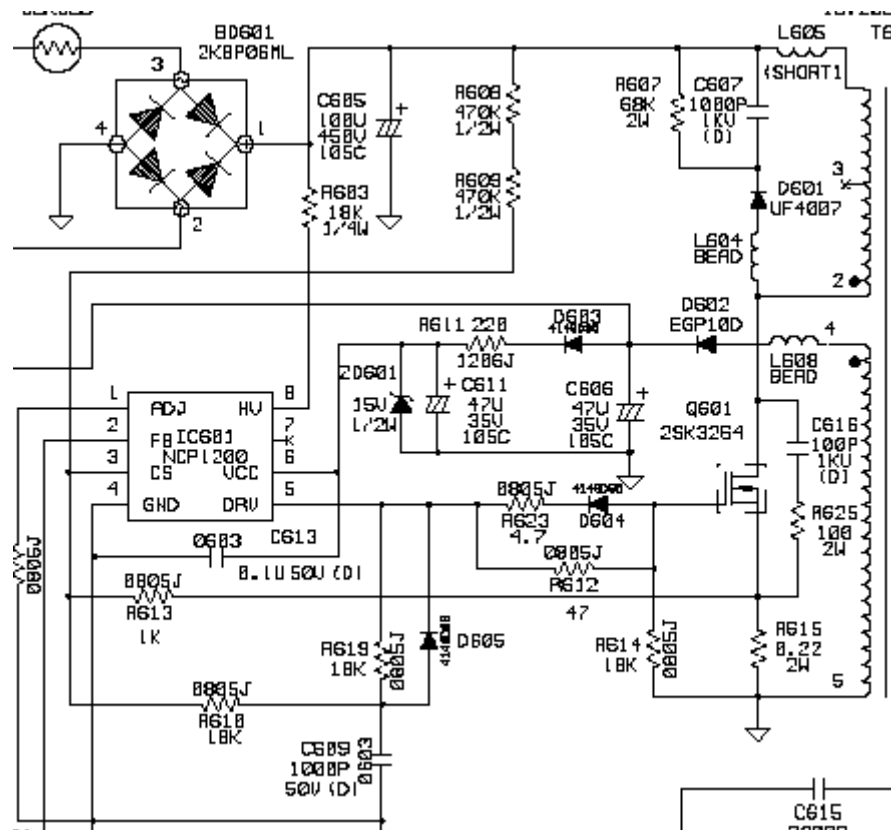 BD601
2KBP06ML
3
4
1
2
C605
100U
450V
105C
+
R608
470K
1/2W
R609
470K
1/2W
R603
18K
1/4W
R607
68K
2W
C607
1000P
1KV
(D)
L605
(SHORT)
3
D601
UF4007
L604
BEAD
2
D602
EGP10D
4
L608
BEAD
R611 220
1206J
D603
ZD601
15V
1/2W
+
C611
47U
35V
105C
C606
47U
35V
105C
+
Q601
2SK3264
C616
100P
1KV
(D)
R625
100
2W
1
2
3
4
ADJ
FB
CS
GND
IC601
NCP1200
HV
VCC
DRV
8
7
K
6
5
0805J
R623
4.7
D604
0805J
R612
47
0603
C613
0.1U50V(D)
0805J
0805J
R613
1K
R619
18K
0805J
D605
R614
18K
0805J
R615
0.22
2W
5
0805J
R610
18K
C609
1000P
50V(D)
0603
C615